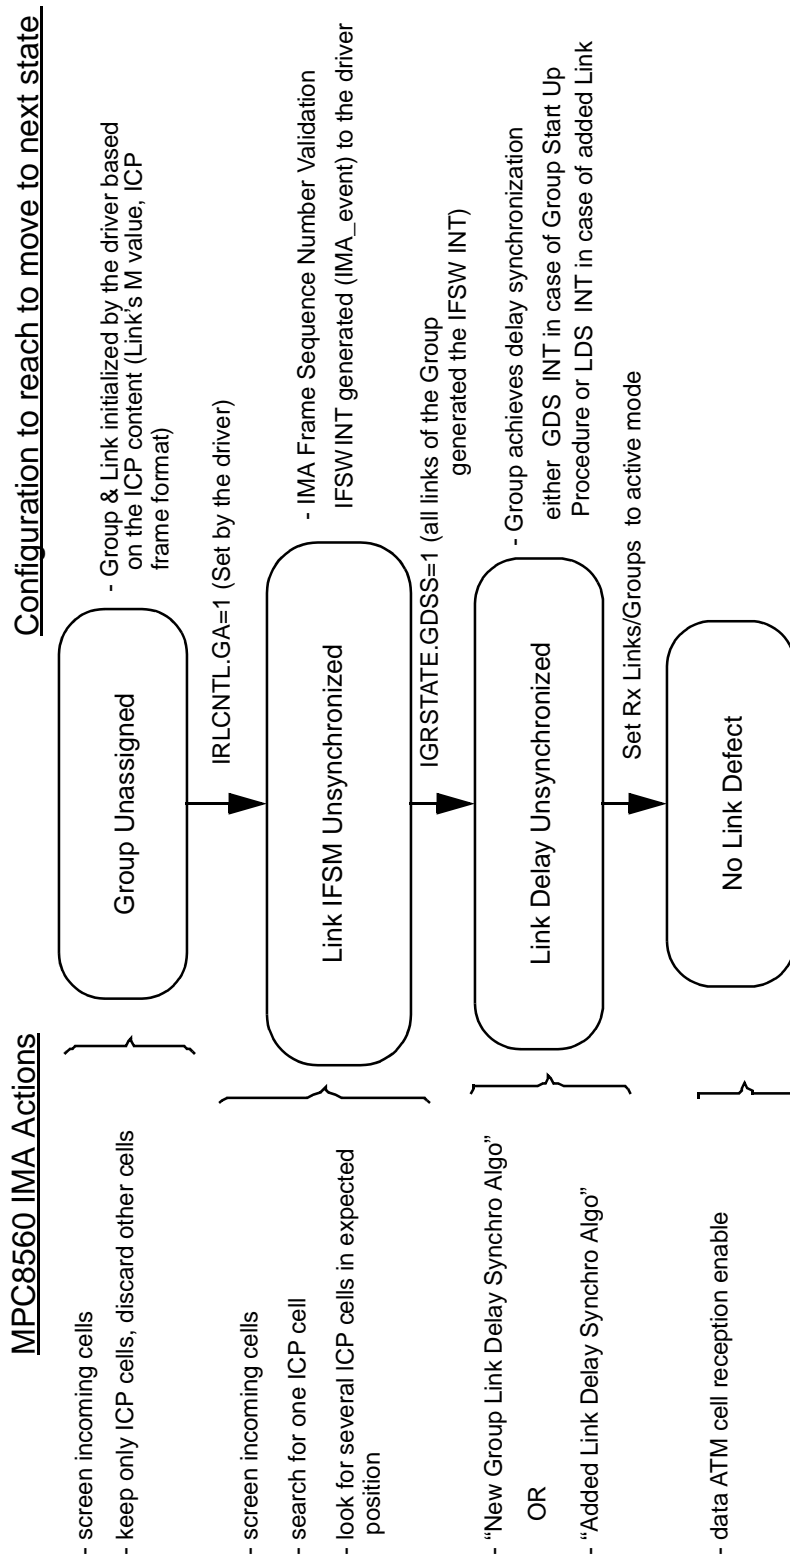 MPC8560 IMA Actions
Configuration to reach to move to next state
- screen incoming cells
- keep only ICP cells, discard other cells
Group Unassigned
- Group & Link initialized by the driver based
on the ICP content (Link's M value, ICP
frame format)
IRLCNTL.GA=1 (Set by the driver)
- screen incoming cells
- search for one ICP cell
- look for several ICP cells in expected
position
Link IFSM Unsynchronized
- IMA Frame Sequence Number Validation
IFSW INT generated (IMA_event) to the driver
IGRSTATE.GDSS=1 (all links of the Group
generated the IFSW INT)
- “New Group Link Delay Synchro Algo”
OR
- “Added Link Delay Synchro Algo”
Link Delay Unsynchronized
- Group achieves delay synchronization
either GDS INT in case of Group Start Up
Procedure or LDS INT in case of added Link
Set Rx Links/Groups to active mode
- data ATM cell reception enable
No Link Defect